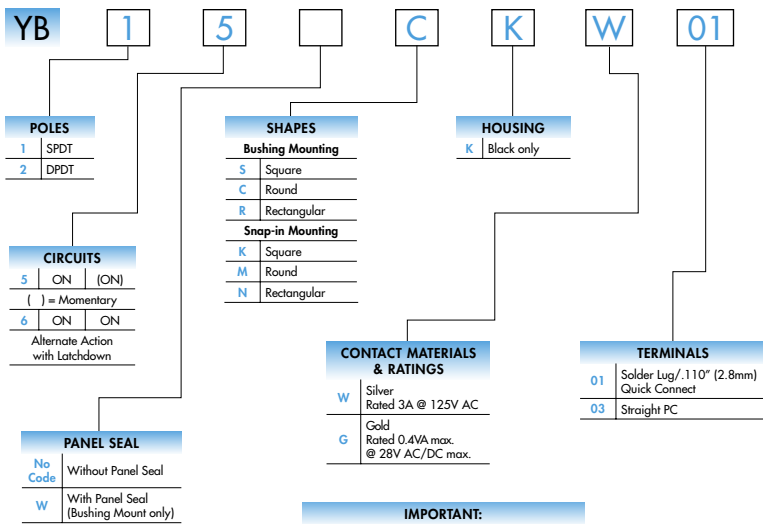 YB 1 5 C K W 01
POLES
1 SPDT
2 DPDT
SHAPES
Bushing Mounting
S Square
C Round
R Rectangular
Snap-in Mounting
K Square
M Round
N Rectangular
HOUSING
K Black only
CIRCUITS
5 ON (ON)
( ) = Momentary
6 ON ON
Alternate Action
with Latchdown
CONTACT MATERIALS
& RATINGS
W Silver
Rated 3A @ 125V AC
G Gold
Rated 0.4VA max.
@ 28V AC/DC max.
TERMINALS
01 Solder Lug/.110" (2.8mm)
Quick Connect
03 Straight PC
PANEL SEAL
No
Code Without Panel Seal
W With Panel Seal
(Bushing Mount only)
IMPORTANT: